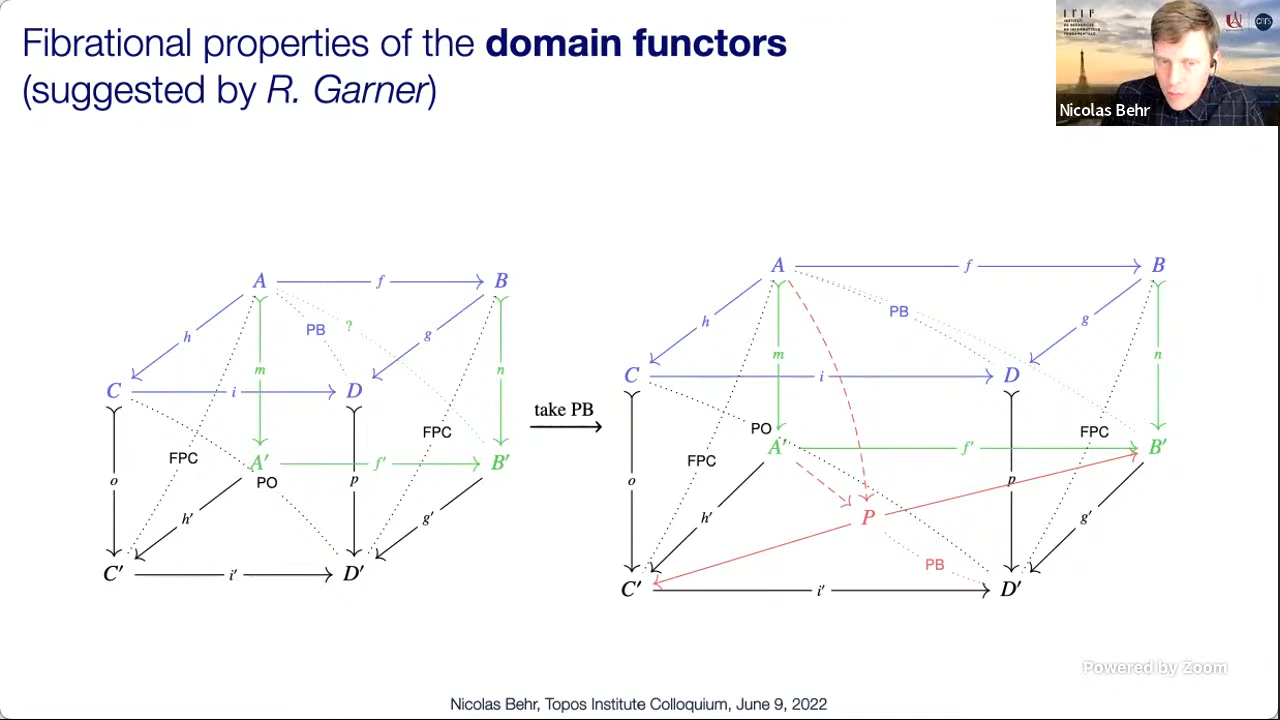 Fibrational properties of the domain functors
(suggested by R. Garner)
Nicolas Behr
A f B
h PB ? g
m n
C i D
FPC FPC
A' f' B'
o PO p
h' g'
C' i' D'
take PB
A f B
h PB g
m n
C i D
PO FPC
A' f' B'
FPC
o p
h' P g'
PB
C' i' D'
Powered by Zoom
Nicolas Behr, Topos Institute Colloquium, June 9, 2022